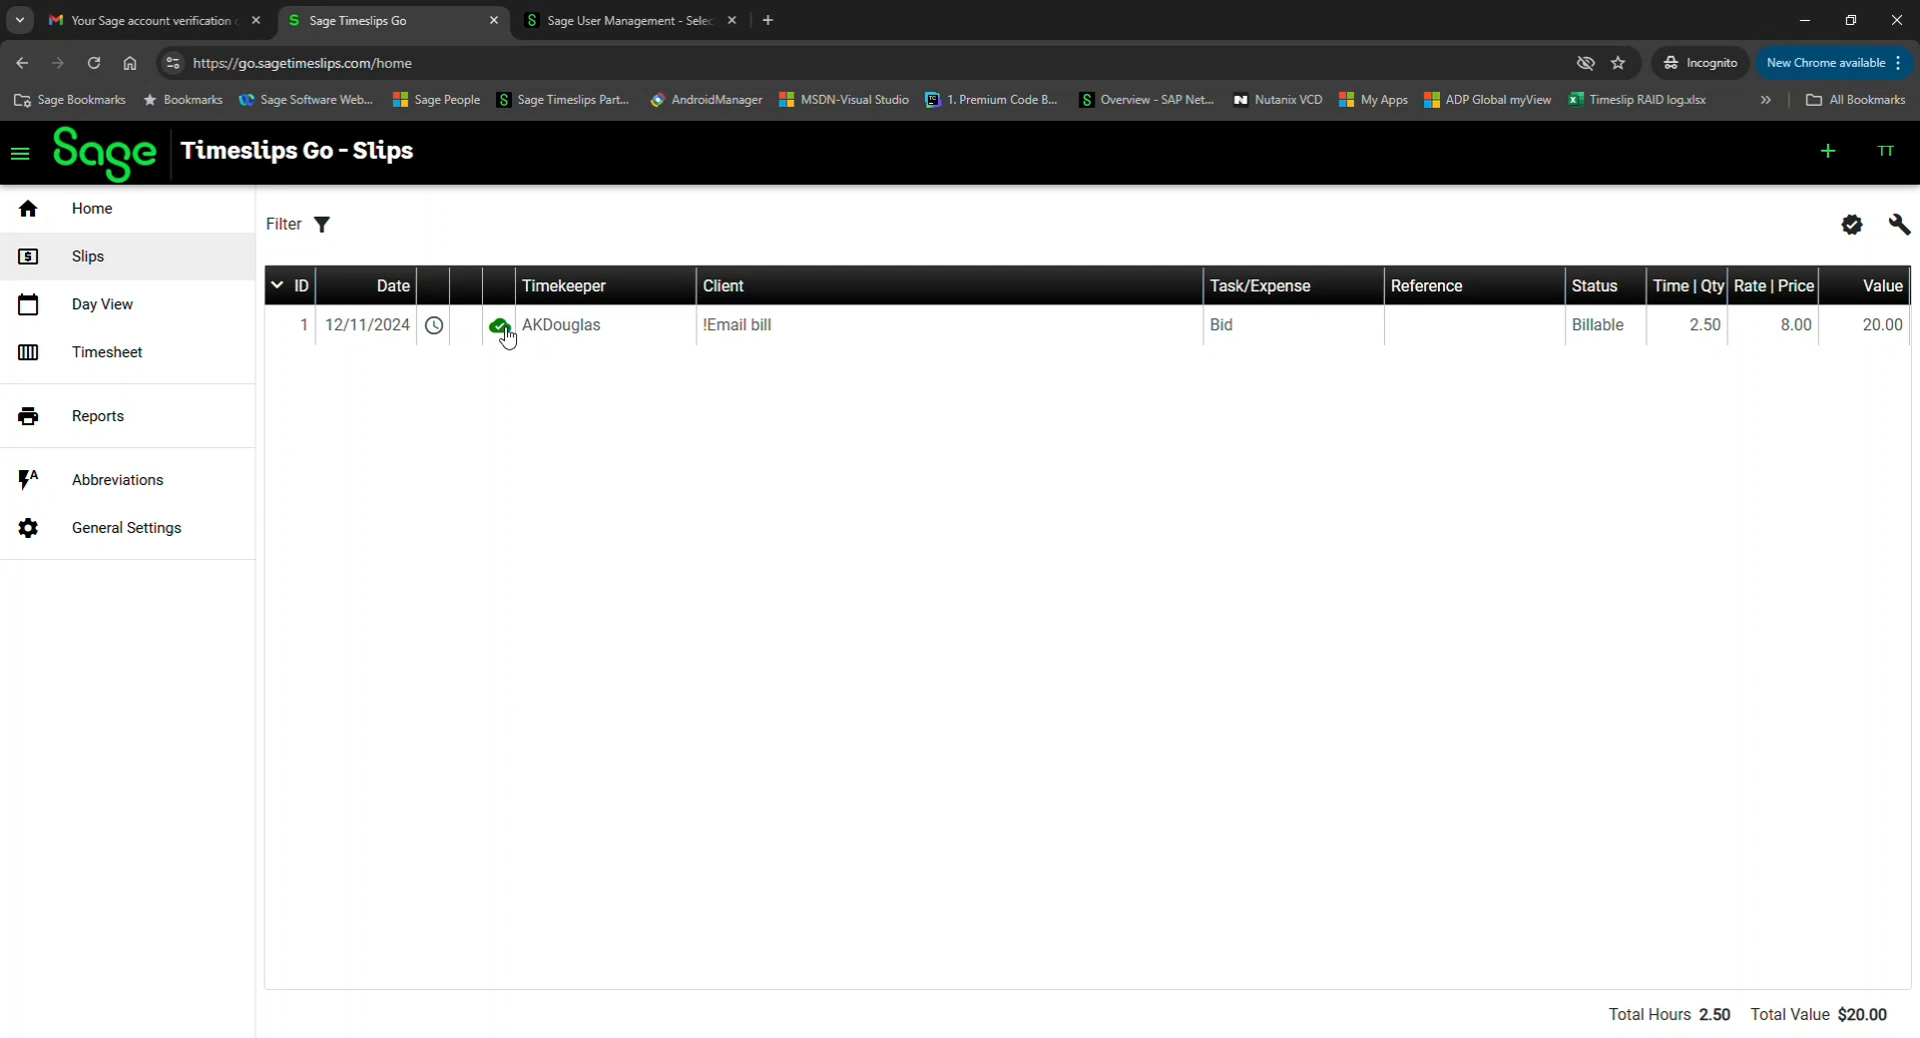 Your Sage account verification
Sage Timeslips Go
Sage User Management - Selec
https://go.sagetimeslips.com/home
Incognito
New Chrome available
Sage Bookmarks
Bookmarks
Sage Software Web...
Sage People
Sage Timeslips Part...
AndroidManager
MSDN-Visual Studio
1. Premium Code B...
Overview - SAP Net...
Nutanix VCD
My Apps
ADP Global myView
Timeslip RAID log.xlsx
»
All Bookmarks
Sage
Timeslips Go - Slips
TT
Home
Slips
Day View
Timesheet
Reports
Abbreviations
General Settings
Filter
ID Date Timekeeper Client Task/Expense Reference Status Time | Qty Rate | Price Value
1 12/11/2024 AKDouglas !Email bill Bid Billable 2.50 8.00 20.00
Total Hours 2.50 Total Value $20.00